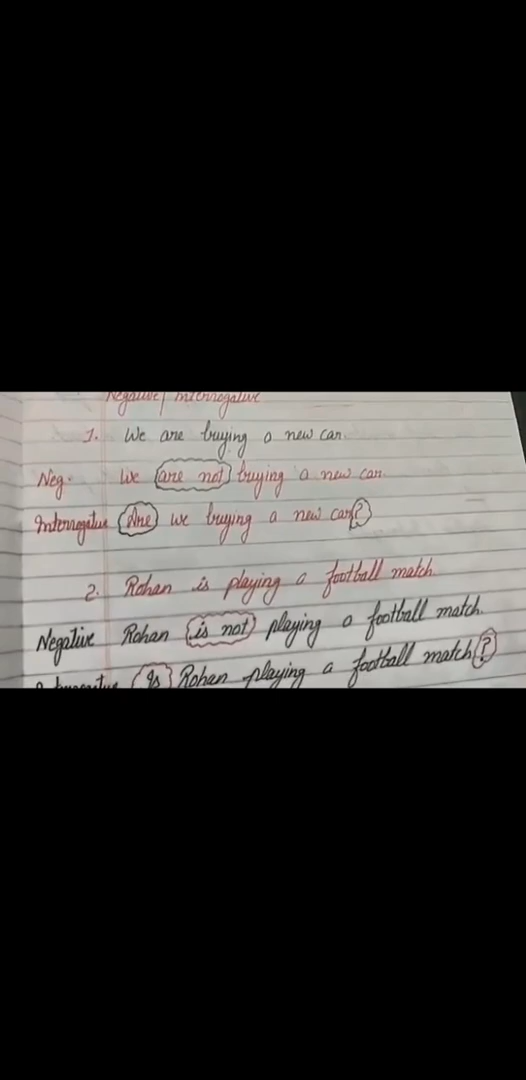 Negative/ Interrogative
1. We are buying a new car.
Neg. We are not buying a new car.
Interrogative Are we buying a new car?
2. Rohan is playing a football match.
Negative Rohan is not playing a football match.
Is Rohan playing a football match?